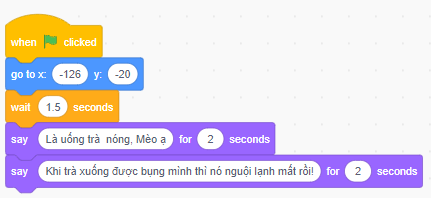 when clicked
go to x: -126 y: -20
wait 1.5 seconds
say Là uống trà nóng, Mèo ạ for 2 seconds
say Khi trà xuống được bụng mình thì nó nguội lạnh mất rồi! for 2 seconds